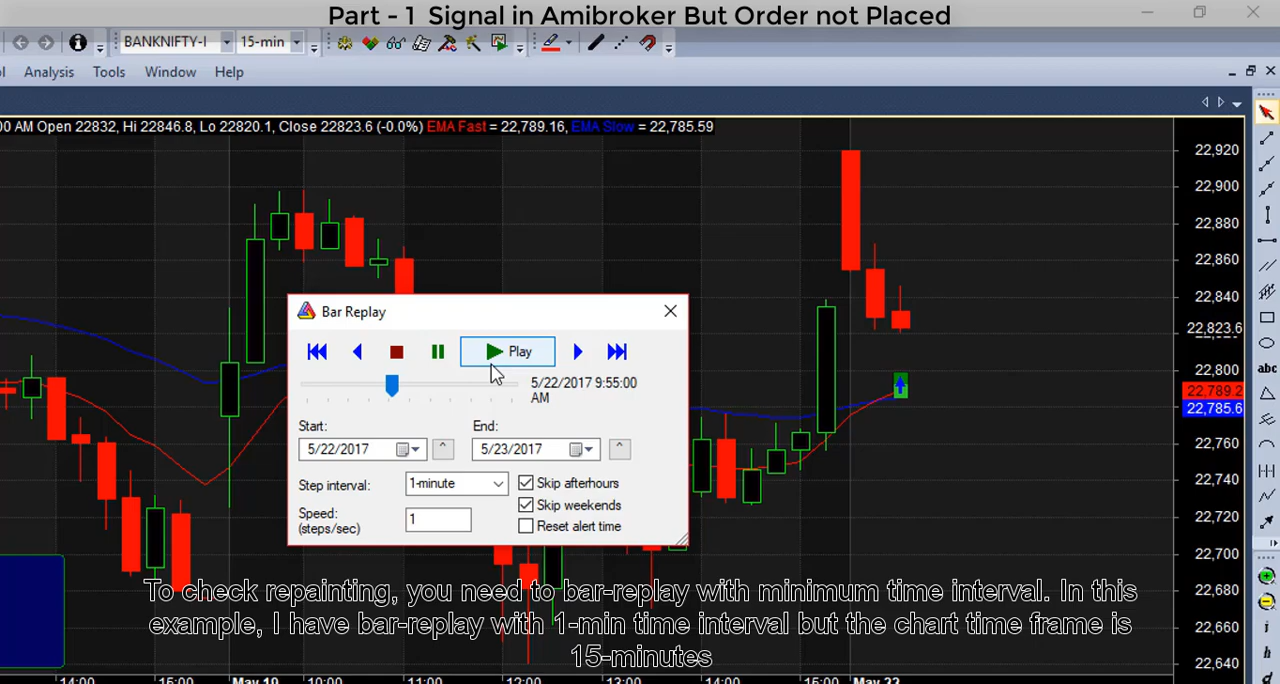 Part - 1 Signal in Amibroker But Order not Placed
BANKNIFTY-I
15-min
Analysis Tools Window Help
00 AM Open 22832, Hi 22846.8, Lo 22820.1, Close 22823.6 (-0.0%) EMA Fast = 22,789.16, EMA Slow = 22,785.59
22,920
22,900
22,880
22,860
22,840
22,823.6
22,800
22,789.2
22,785.6
22,760
22,740
22,720
22,700
22,680
22,660
22,640
abc
Bar Replay
Play
5/22/2017 9:55:00
AM
Start: End:
5/22/2017 5/23/2017
Step interval: 1-minute Skip afterhours
Skip weekends
Speed: 1 Reset alert time
(steps/sec)
To check repainting, you need to bar-replay with minimum time interval. In this
example, I have bar-replay with 1-min time interval but the chart time frame is
15-minutes
14:00 May 19 10:00 11:00 12:00 13:00 14:00 15:00 May 22